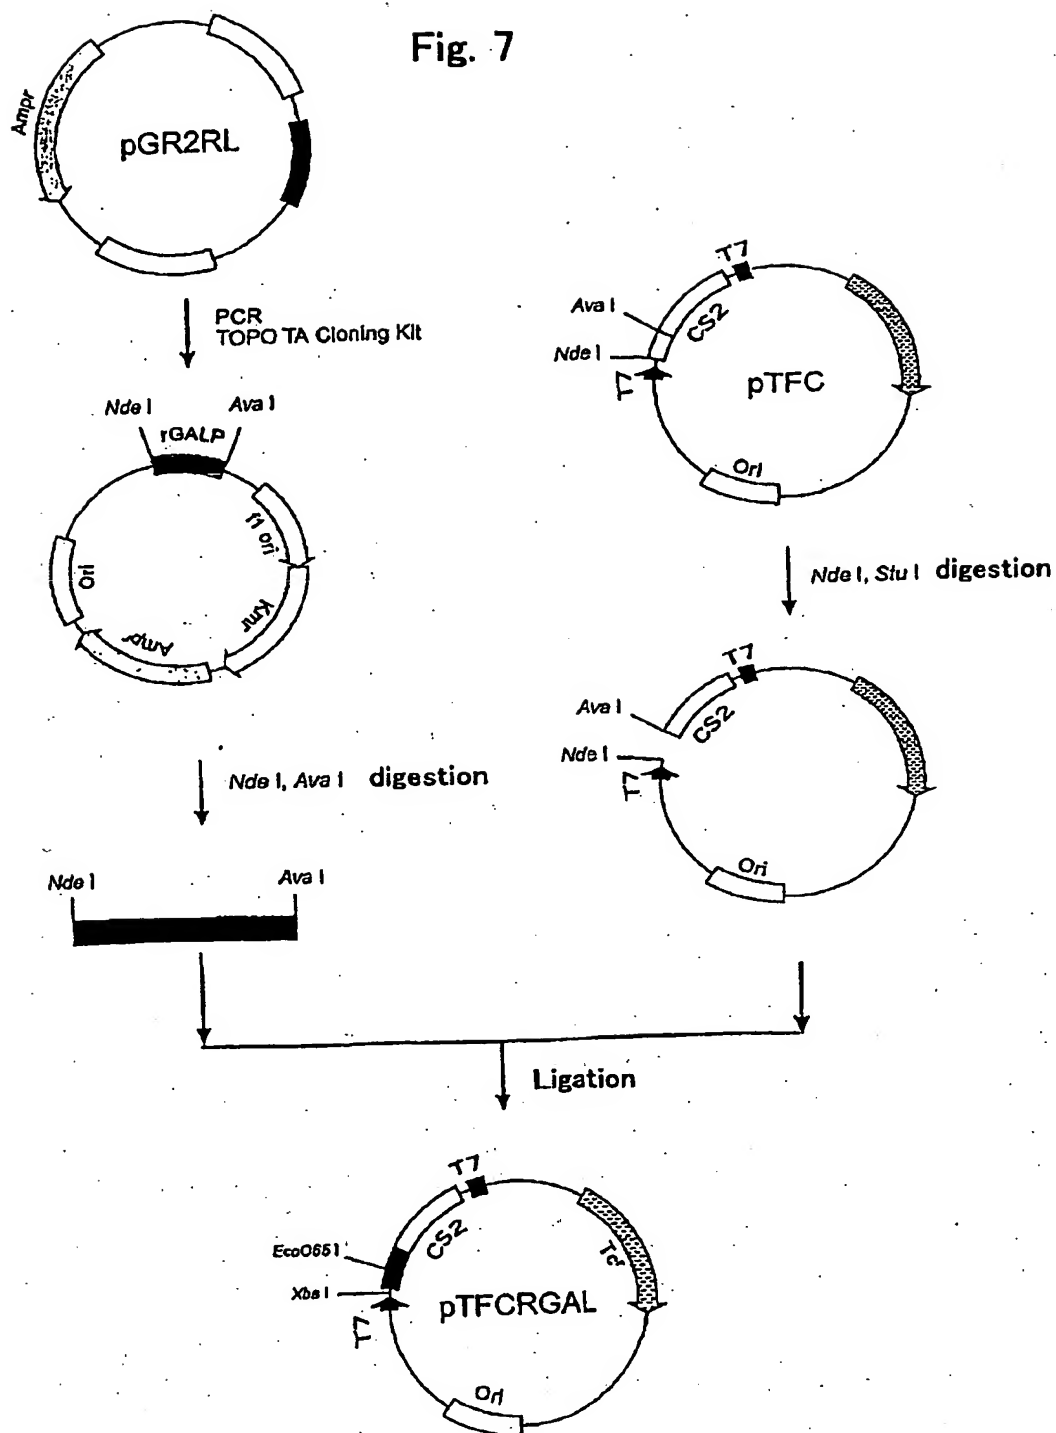 Fig. 7
Ampr
pGR2RL
PCR
TOPO TA Cloning Kit
Nde I
Ava I
rGALP
f1 ori
Kmr
Ampr
Ori
Nde I, Ava I digestion
Nde I
Ava I
T7
CS2
Ava I
Nde I
T7
pTFC
Ori
Nde I, Stu I digestion
T7
CS2
Ava I
Nde I
T7
Ori
Ligation
T7
CS2
Tcr
EcoO65 I
Xba I
T7
pTFCRGAL
Ori